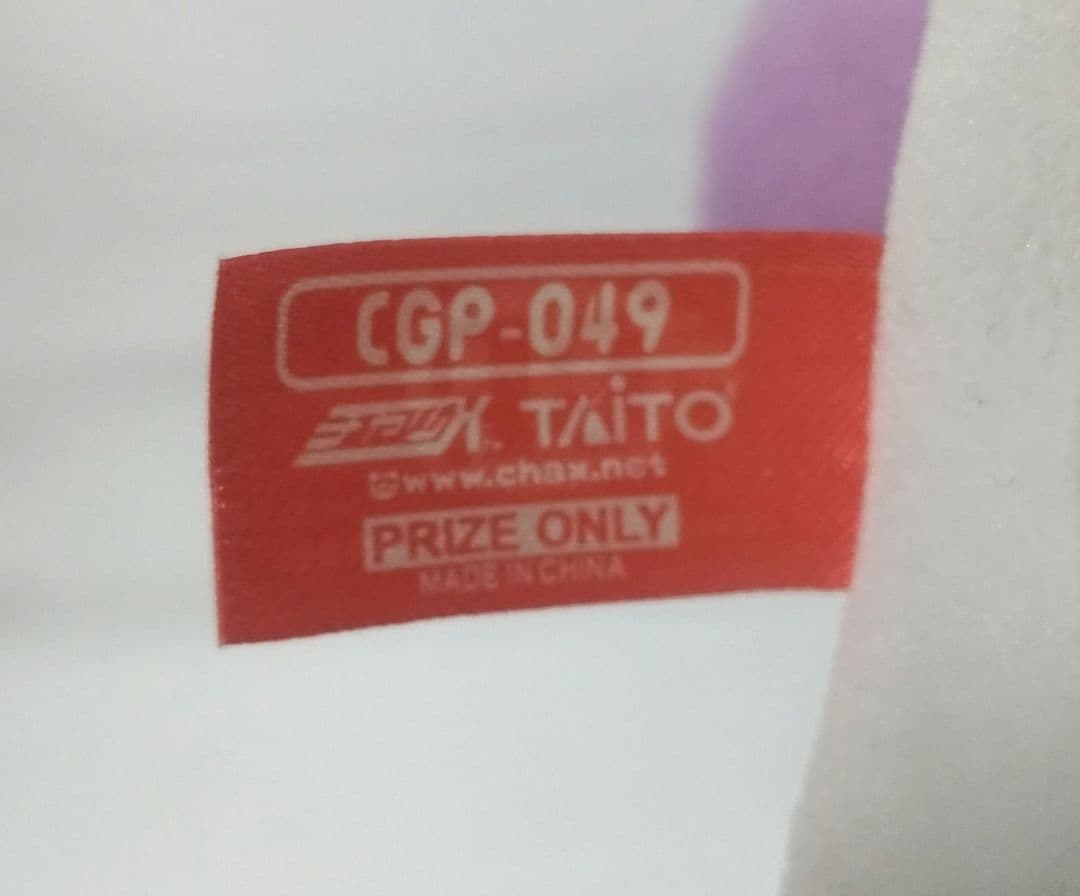 CGP-049
TAITO
©www.chax.net
PRIZE ONLY
MADE IN CHINA